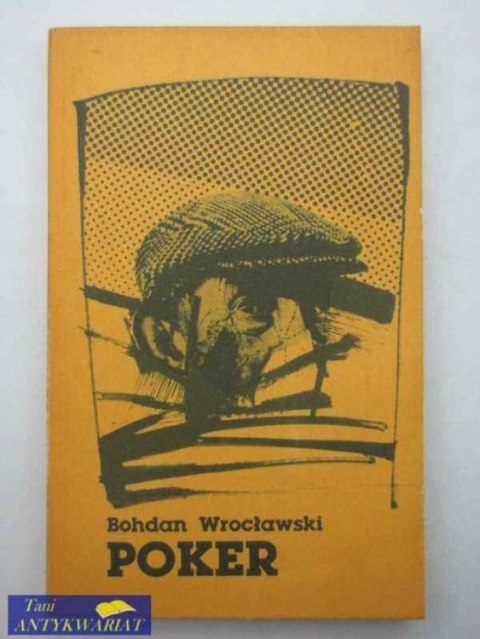 Bohdan Wrocławski
POKER
Tani
ANTYKWARIAT